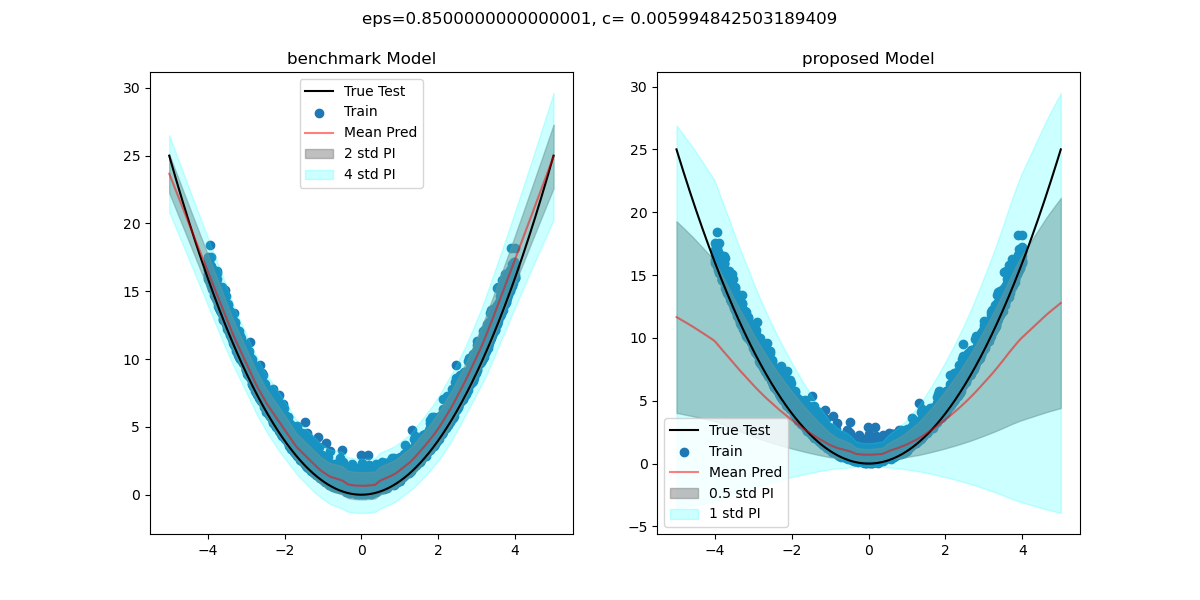 eps=0.8500000000000001, c= 0.005994842503189409
benchmark Model
30
25
20
15
10
5
0
−4
−2
0
2
4
True Test
Train
Mean Pred
2 std PI
4 std PI
proposed Model
30
25
20
15
10
5
0
−5
−4
−2
0
2
4
True Test
Train
Mean Pred
0.5 std PI
1 std PI